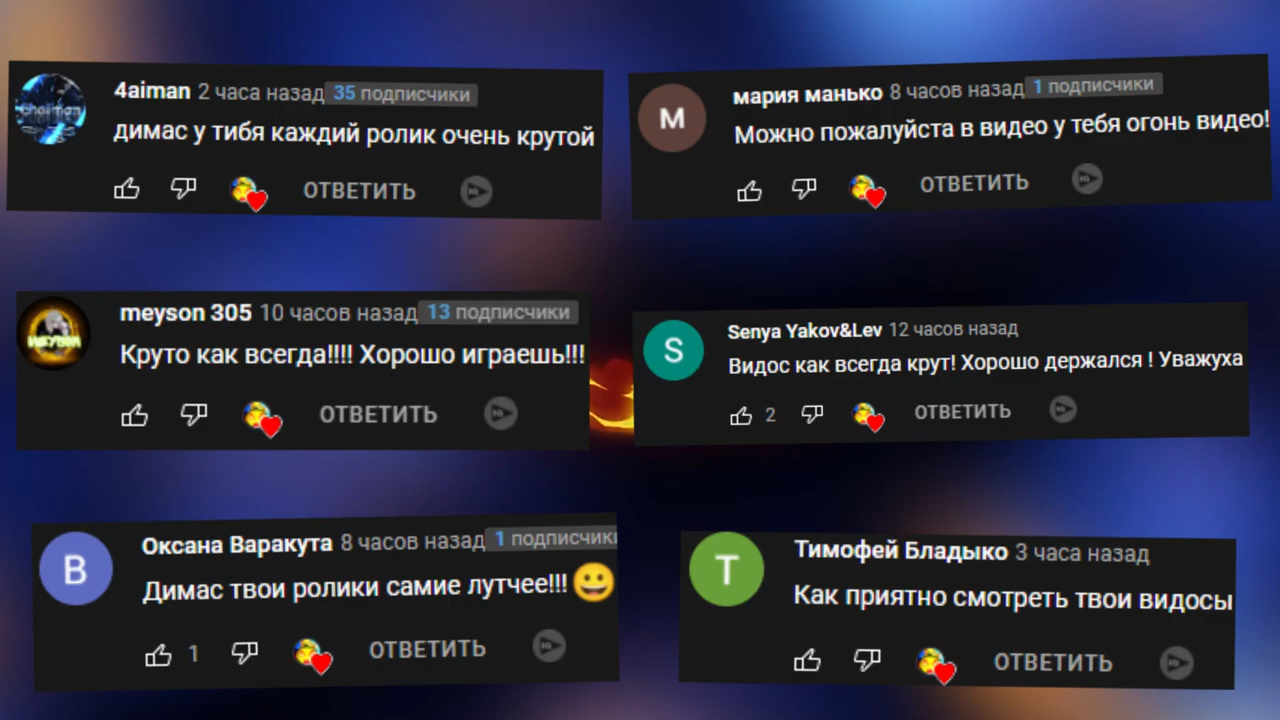 4aiman 2 часа назад 35 подписчики
димас у тибя каждий ролик очень крутой
ОТВЕТИТЬ
мария манько 8 часов назад 1 подписчики
Можно пожалуйста в видео у тебя огонь видео!
ОТВЕТИТЬ
meyson 305 10 часов назад 13 подписчики
Круто как всегда!!!! Хорошо играешь!!!
ОТВЕТИТЬ
Senya Yakov&Lev 12 часов назад
Видос как всегда крут! Хорошо держался ! Уважуха
2 ОТВЕТИТЬ
Оксана Варакута 8 часов назад 1 подписчики
Димас твои ролики самие лутчее!!! 😀
1 ОТВЕТИТЬ
Тимофей Бладыко 3 часа назад
Как приятно смотреть твои видосы
ОТВЕТИТЬ